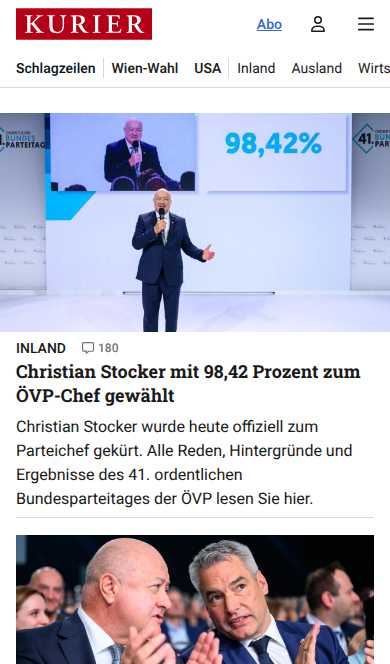 KURIER
Abo
Schlagzeilen Wien-Wahl USA Inland Ausland Wirts
41.
BUNDES
PARTEITAG
98,42%
41.
PARTEI
INLAND 180
Christian Stocker mit 98,42 Prozent zum
ÖVP-Chef gewählt
Christian Stocker wurde heute offiziell zum
Parteichef gekürt. Alle Reden, Hintergründe und
Ergebnisse des 41. ordentlichen
Bundesparteitages der ÖVP lesen Sie hier.